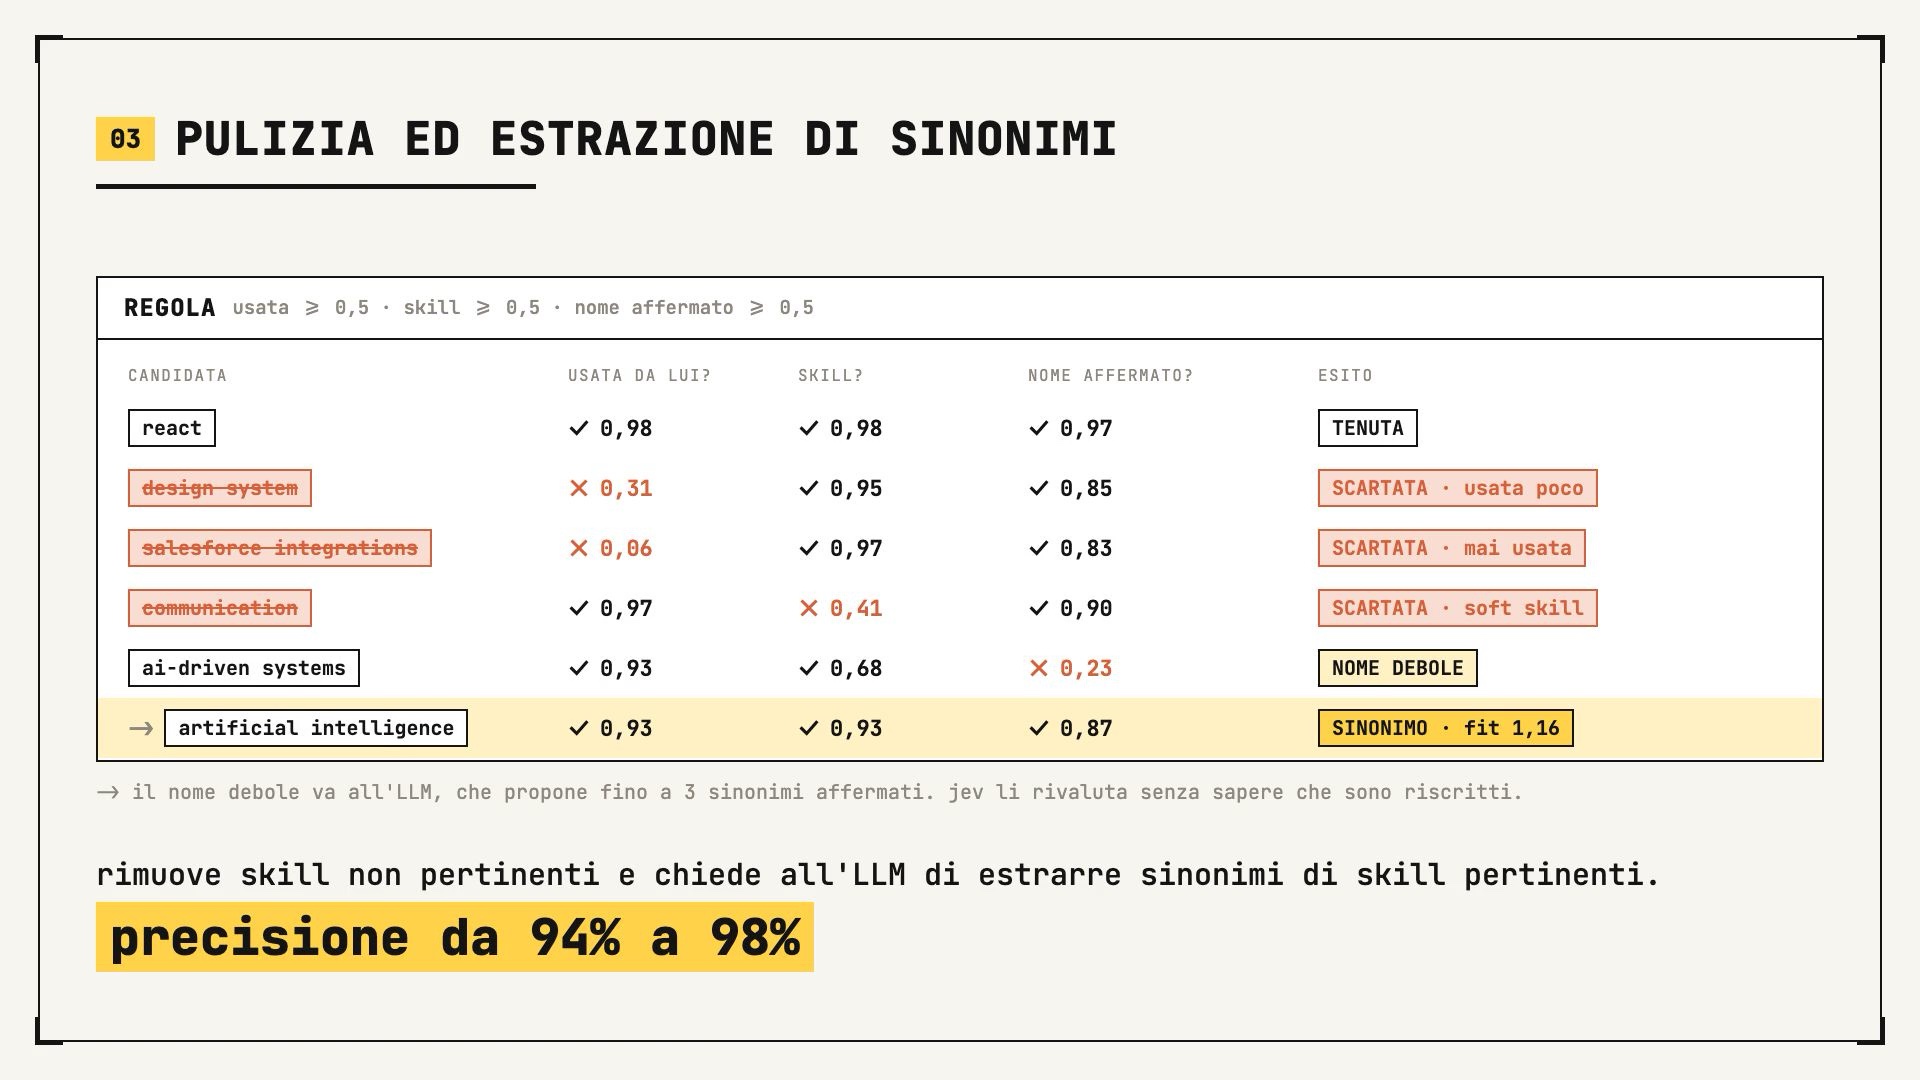 03 PULIZIA ED ESTRAZIONE DI SINONIMI
REGOLA usata ⩾ 0,5 · skill ⩾ 0,5 · nome affermato ⩾ 0,5
CANDIDATA USATA DA LUI? SKILL? NOME AFFERMATO? ESITO
react ✓ 0,98 ✓ 0,98 ✓ 0,97 TENUTA
design system ✕ 0,31 ✓ 0,95 ✓ 0,85 SCARTATA · usata poco
salesforce integrations ✕ 0,06 ✓ 0,97 ✓ 0,83 SCARTATA · mai usata
communication ✓ 0,97 ✕ 0,41 ✓ 0,90 SCARTATA · soft skill
ai-driven systems ✓ 0,93 ✓ 0,68 ✕ 0,23 NOME DEBOLE
→ artificial intelligence ✓ 0,93 ✓ 0,93 ✓ 0,87 SINONIMO · fit 1,16
→ il nome debole va all'LLM, che propone fino a 3 sinonimi affermati. jev li rivaluta senza sapere che sono riscritti.
rimuove skill non pertinenti e chiede all'LLM di estrarre sinonimi di skill pertinenti.
precisione da 94% a 98%